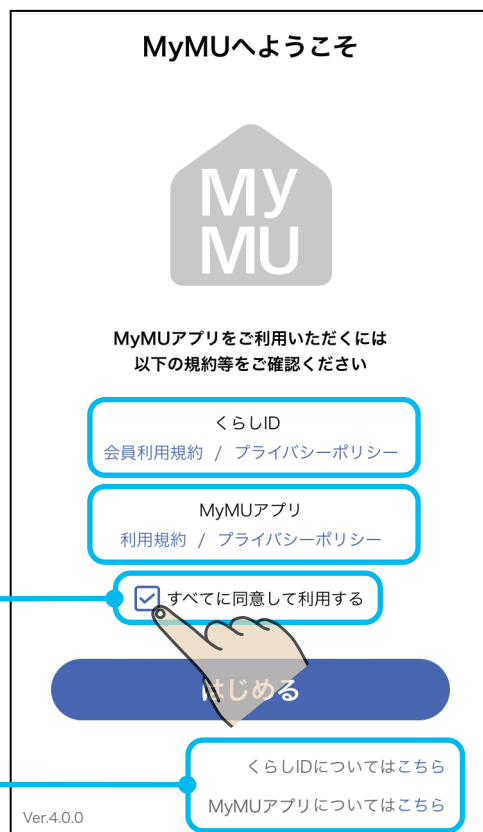 MyMUへようこそ
My
MU
MyMUアプリをご利用いただくには
以下の規約等をご確認ください
くらしID
会員利用規約 / プライバシーポリシー
MyMUアプリ
利用規約 / プライバシーポリシー
すべてに同意して利用する
はじめる
くらしIDについてはこちら
MyMUアプリについてはこちら
Ver.4.0.0